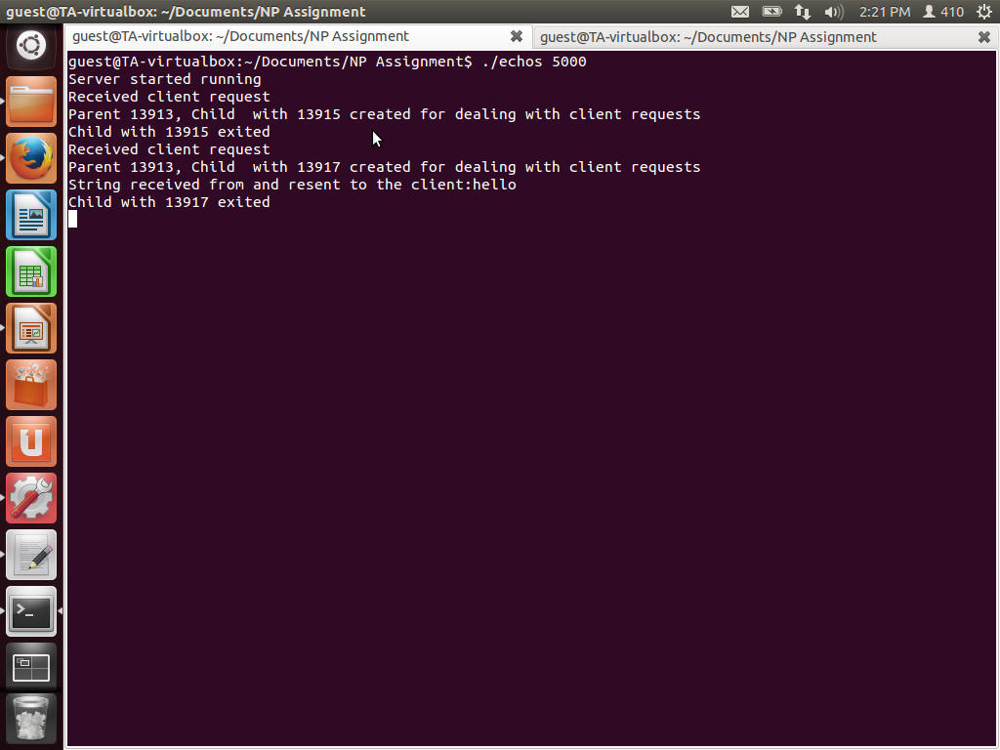 guest@TA-virtualbox: ~/Documents/NP Assignment
2:21 PM
410
guest@TA-virtualbox: ~/Documents/NP Assignment
guest@TA-virtualbox: ~/Documents/NP Assignment
guest@TA-virtualbox:~/Documents/NP Assignment$ ./echos 5000
Server started running
Received client request
Parent 13913, Child  with 13915 created for dealing with client requests
Child with 13915 exited
Received client request
Parent 13913, Child  with 13917 created for dealing with client requests
String received from and resent to the client:hello
Child with 13917 exited